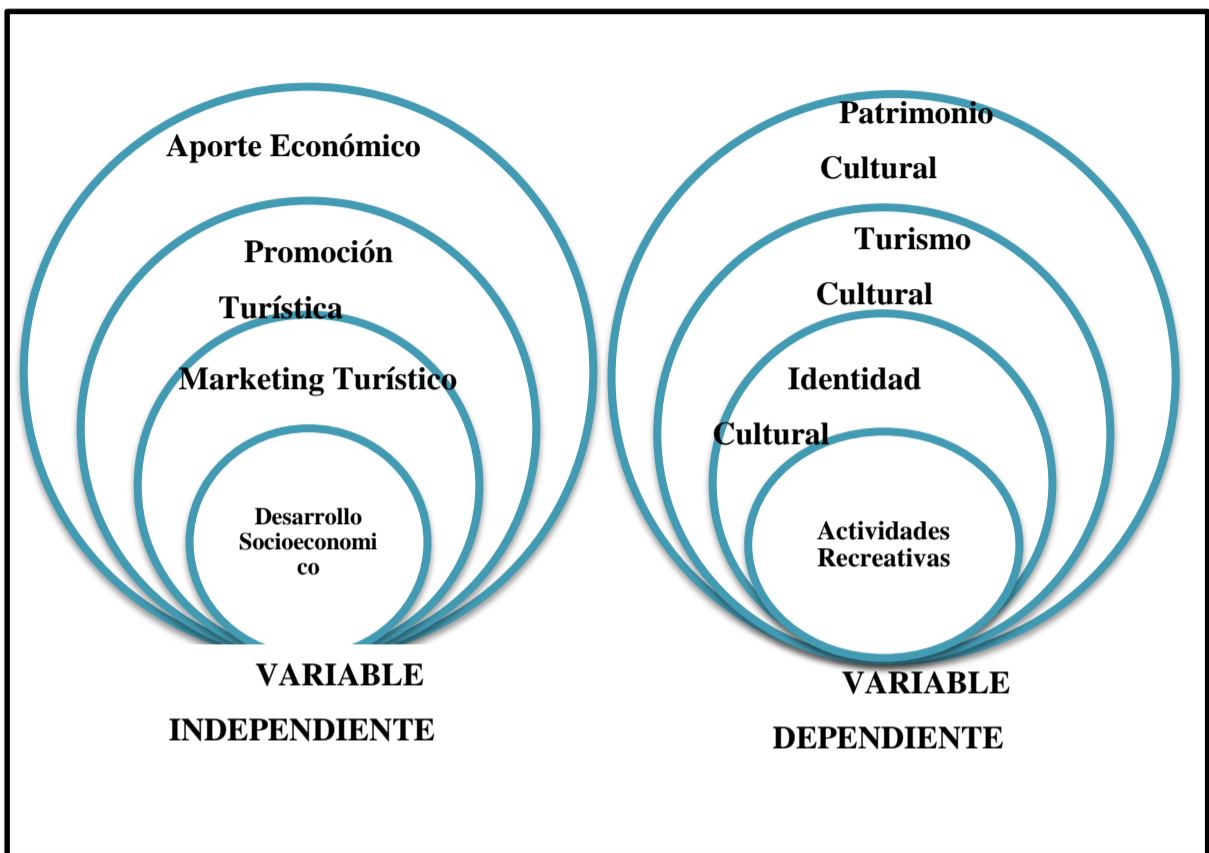 Aporte Económico
Promoción
Turística
Marketing Turístico
Desarrollo
Socioeconomi
co
VARIABLE
INDEPENDIENTE
Patrimonio
Cultural
Turismo
Cultural
Identidad
Cultural
Actividades
Recreativas
VARIABLE
DEPENDIENTE